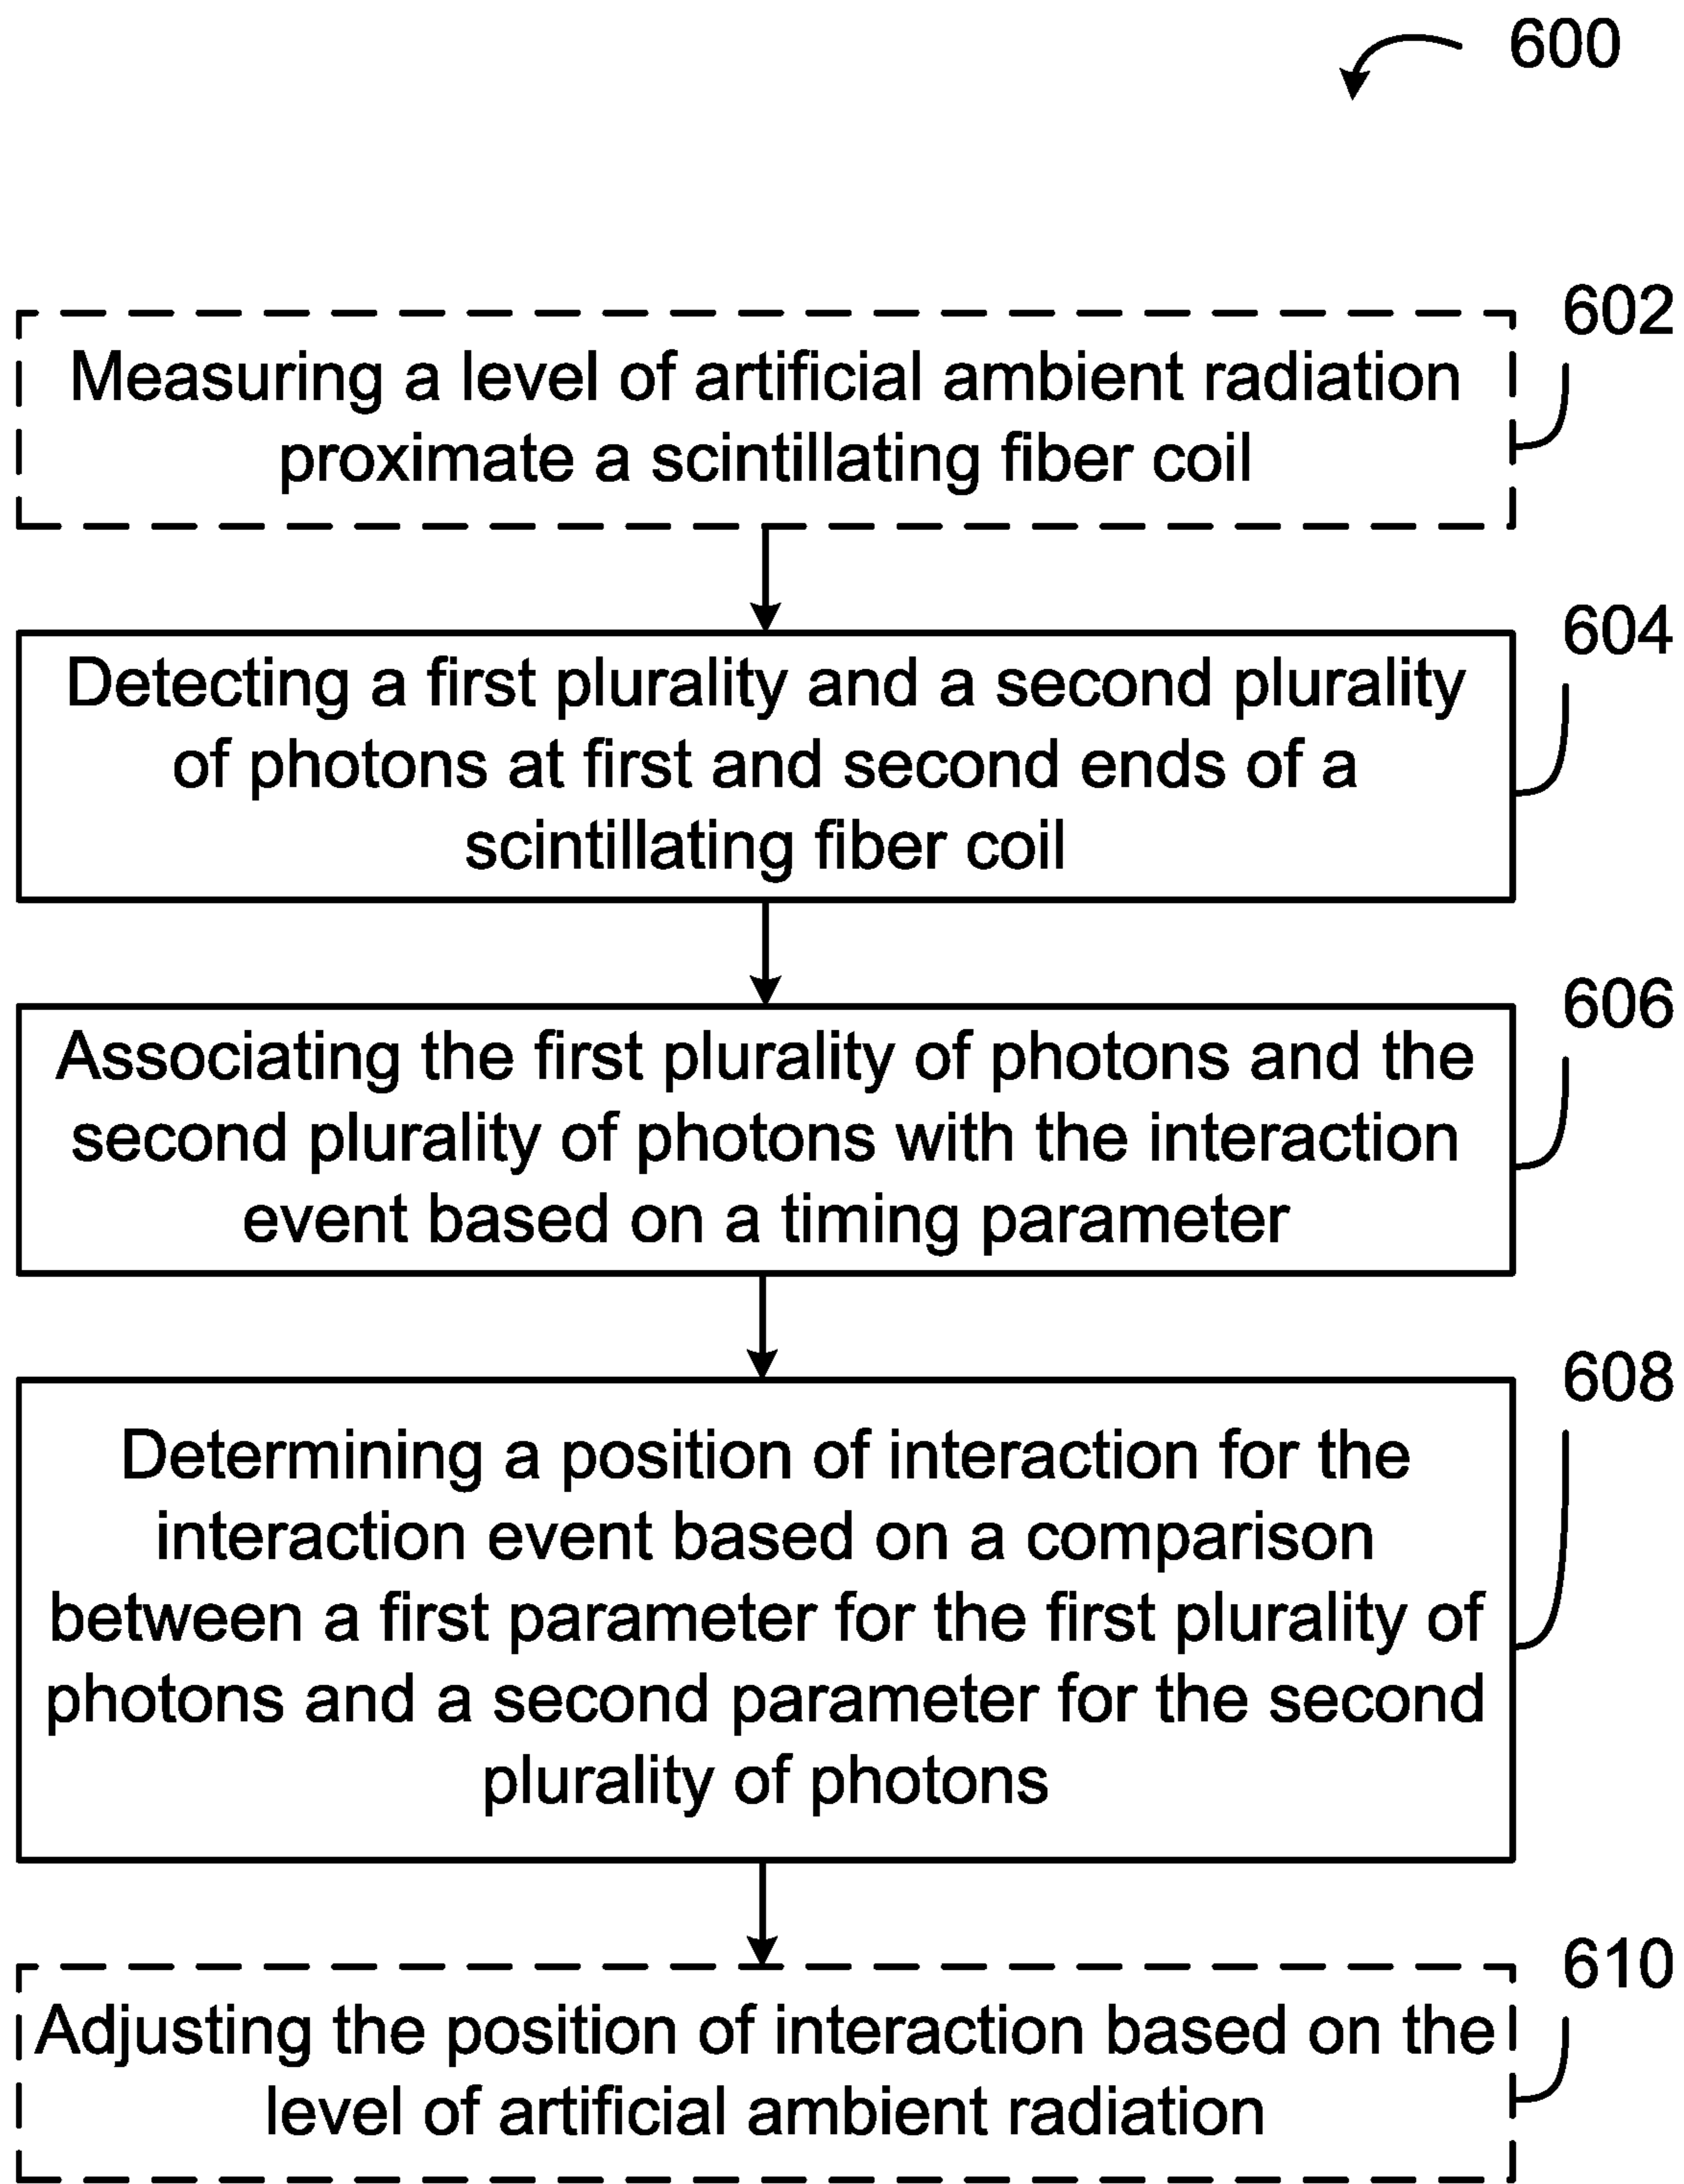 600
602
Measuring a level of artificial ambient radiation
proximate a scintillating fiber coil
604
Detecting a first plurality and a second plurality
of photons at first and second ends of a
scintillating fiber coil
606
Associating the first plurality of photons and the
second plurality of photons with the interaction
event based on a timing parameter
608
Determining a position of interaction for the
interaction event based on a comparison
between a first parameter for the first plurality of
photons and a second parameter for the second
plurality of photons
610
Adjusting the position of interaction based on the
level of artificial ambient radiation